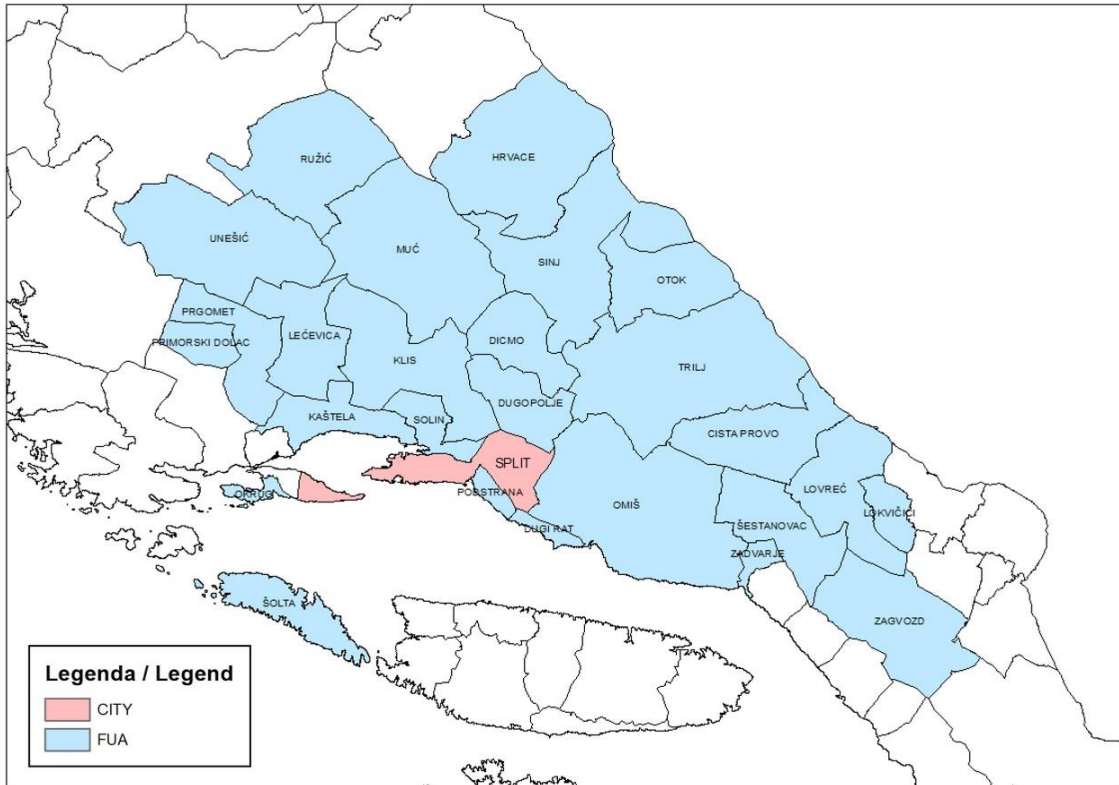 RUŽIĆ
HRVACE
UNEŠIĆ
MUĆ
SINJ
OTOK
PRGOMET
PRIMORSKI DOLAC
LEĆEVICA
KLIS
DICMO
TRILJ
DUGOPOLJE
KAŠTELA
SOLIN
CISTA PROVO
SPLIT
LOVREĆ
OKRUG
PODSTRANA
OMIŠ
LOKVIČIĆI
DUGI RAT
ŠESTANOVAC
ZADVARJE
ŠOLTA
ZAGVOZD
Legenda / Legend
CITY
FUA